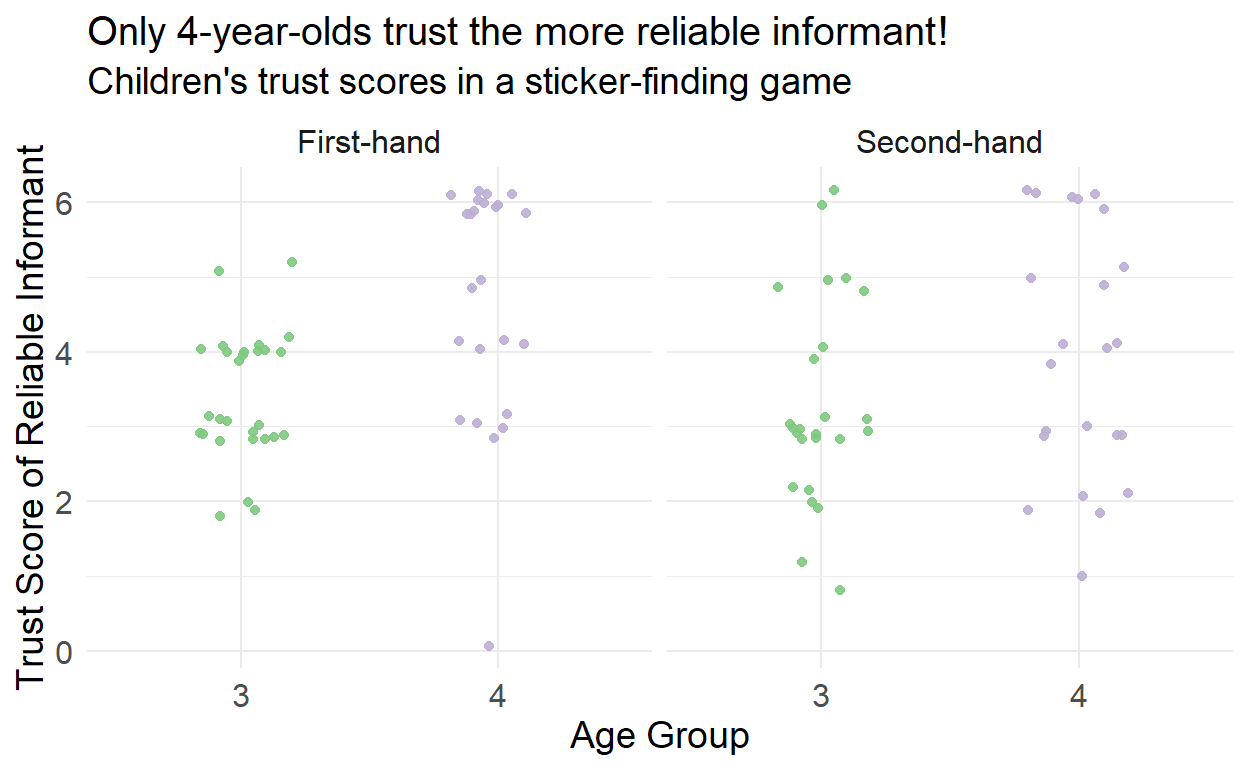 Only 4-year-olds trust the more reliable informant!
Children's trust scores in a sticker-finding game
First-hand
Second-hand
Trust Score of Reliable Informant
6
4
2
0
3
4
3
4
Age Group